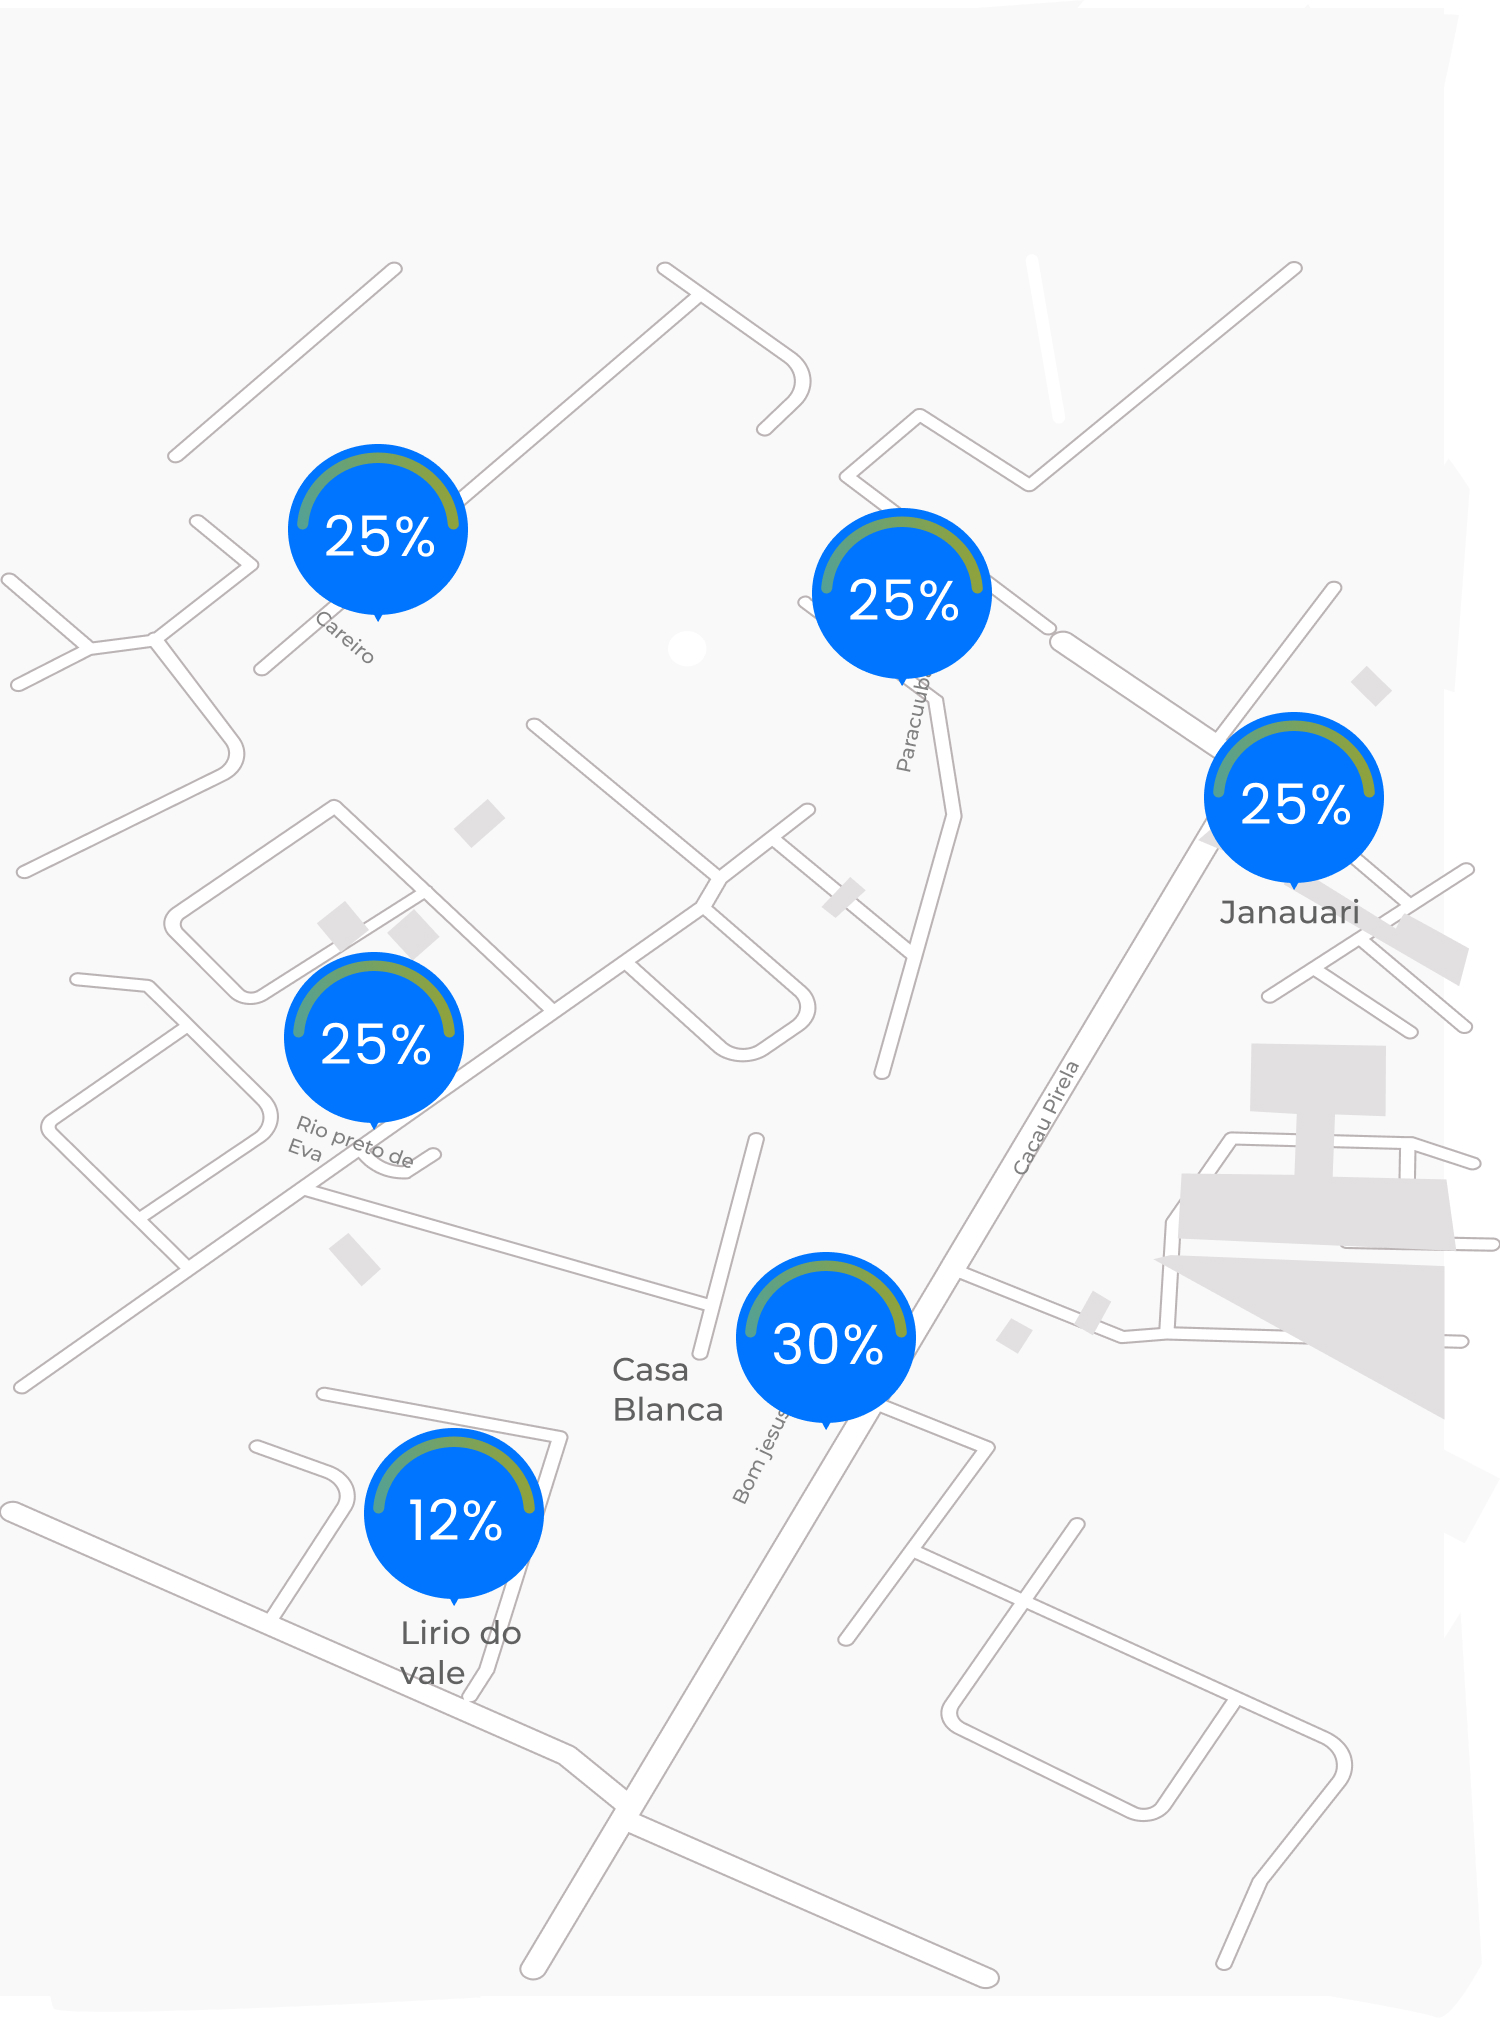 25%
Careiro
25%
25%
Janauari
25%
Rio preto de
Eva
Cacau Pirela
30%
Casa
Blanca
Bom jesus
12%
Lirio do
vale